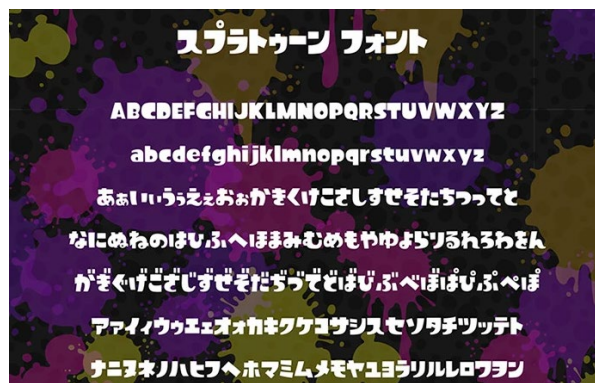 スプラトゥーン フォント
ABCDEFGHIJKLMNOPQRSTUVWXYZ
abcdefghijklmnopqrstuvwxyz
あぁいぃうぅえぇおぉかきくけこさしすせそたちつってと
なにぬねのはひふへほまみむめもやゆよらりるれろわをん
がぎぐげござじずぜぞだぢづでどばびぶべぼぱぴぷぺぽ
アァイィウゥエェオォカキクケコサシスセソタチツッテト
ナニヌネノハヒフヘホマミムメモヤユヨラリルレロワヲン